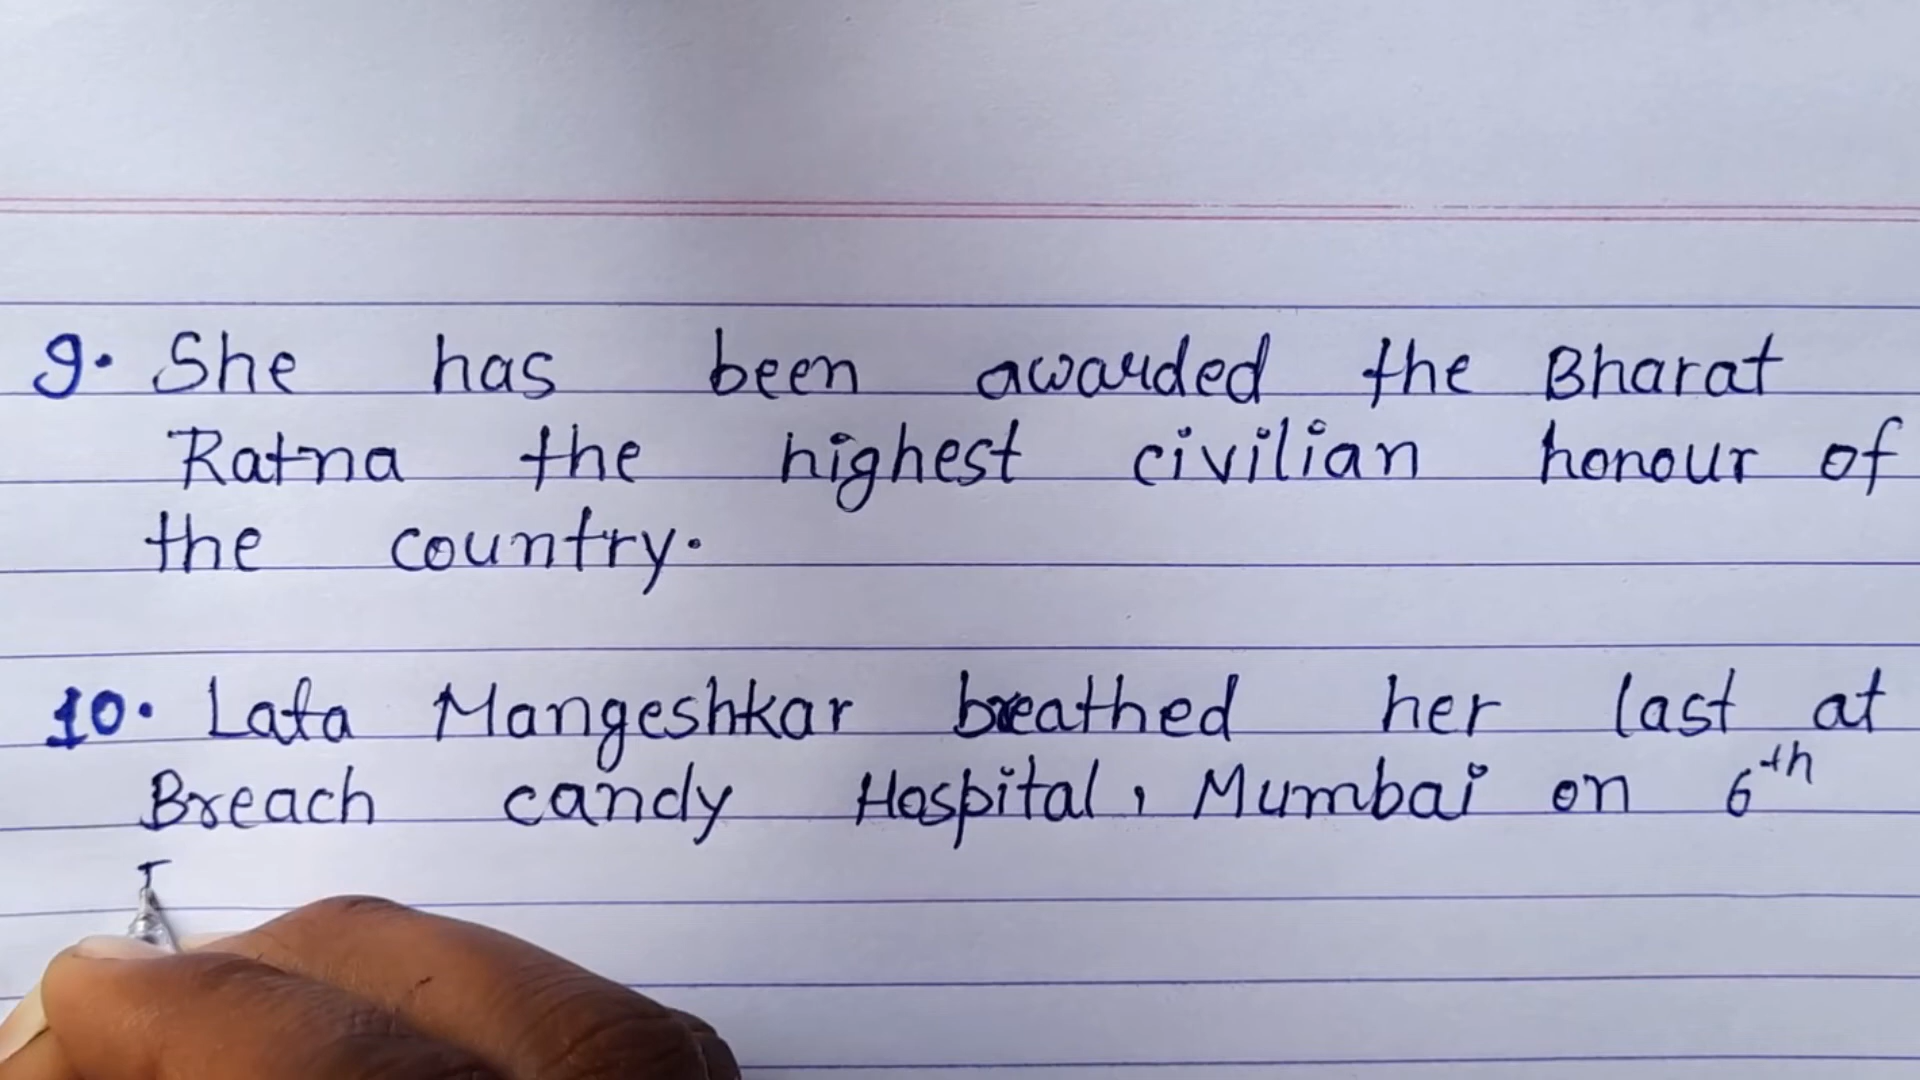 9. She has been awarded the Bharat
Ratna the highest civilian honour of
the country.
10. Lata Mangeshkar breathed her last at
Breach candy Hospital, Mumbai on 6th